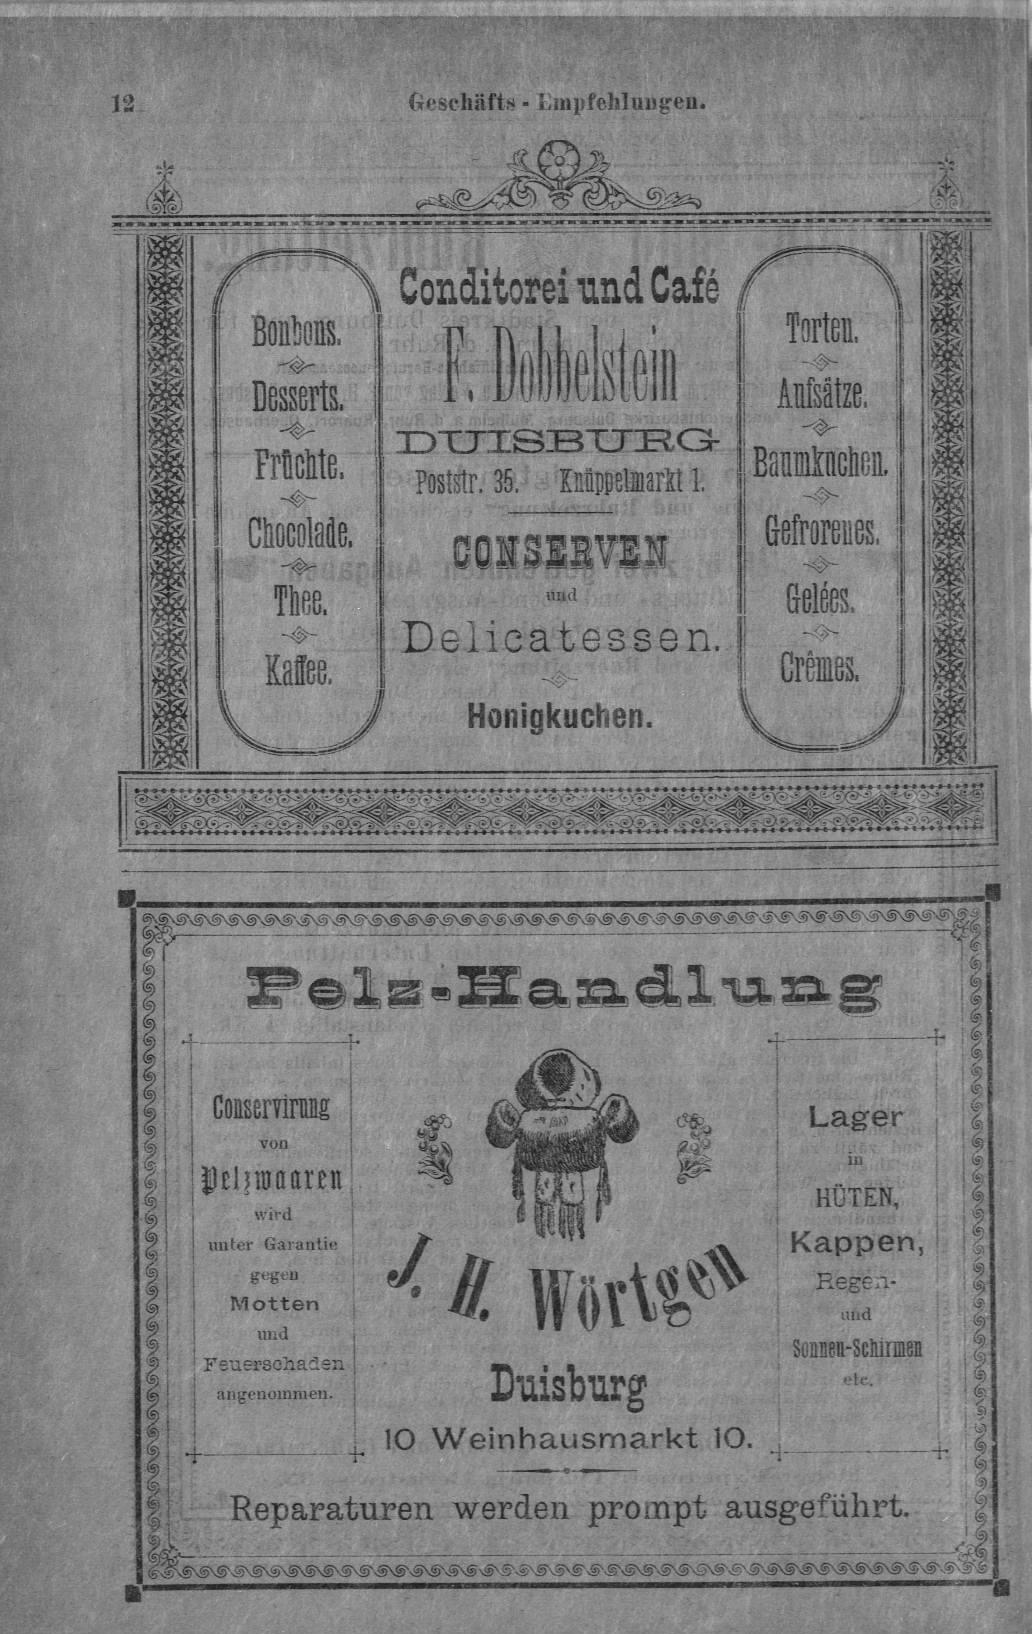 12
Geschäfts - Empfehlungen.
Bonbons.
Desserts.
Früchte.
Chocolade.
Thee.
Kaffee.
Conditorei und Café
F. Dobbelstein
DUISBURG
Poststr. 35. Knüppelmarkt 1.
CONSERVEN
und
Delicatessen.
Honigkuchen.
Torten.
Aufsätze.
Baumkuchen.
Gefrorenes.
Gelées.
Crêmes.
Pelz-Handlung
Conservirung
von
Pelzwaaren
wird
unter Garantie
gegen
Motten
und
Feuerschaden
angenommen.
J. H. Wörtgen
Duisburg
10 Weinhausmarkt 10.
Lager
in
HÜTEN,
Kappen,
Regen-
und
Sonnen-Schirmen
etc.
Reparaturen werden prompt ausgeführt.